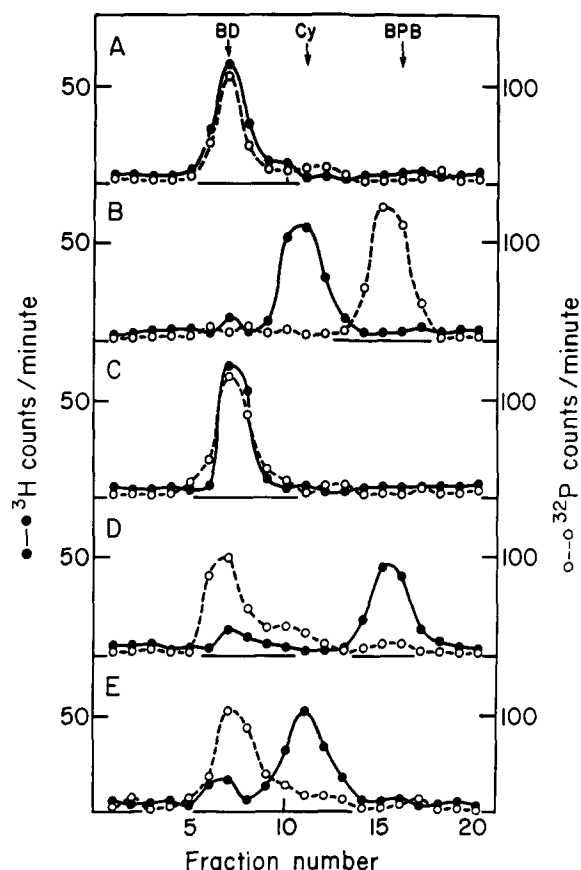 BD Cy BPB
A
50 100
B
50 100
C
50 100
D
50 100
E
50 100
5 10 15 20
Fraction number
●—● ³H counts/minute
○--○ ³²P counts/minute